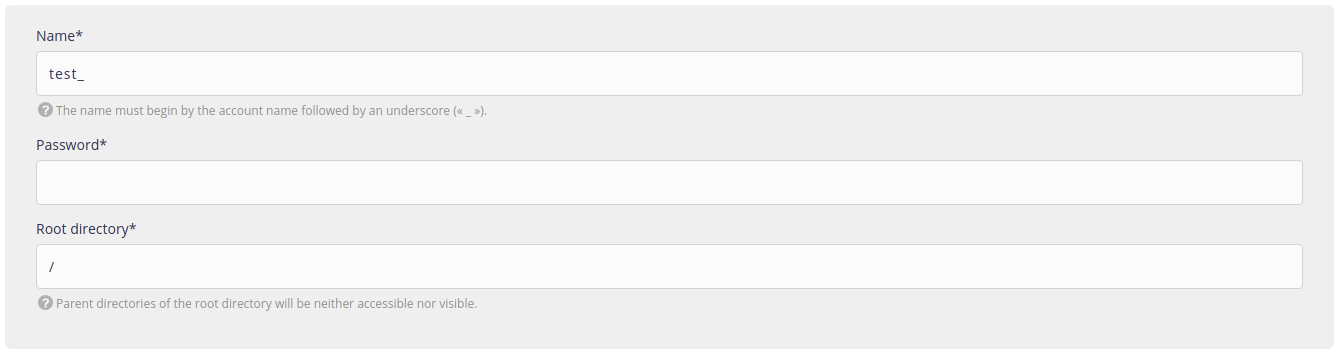 Name*
test_
? The name must begin by the account name followed by an underscore (« _ »).
Password*
Root directory*
/
? Parent directories of the root directory will be neither accessible nor visible.